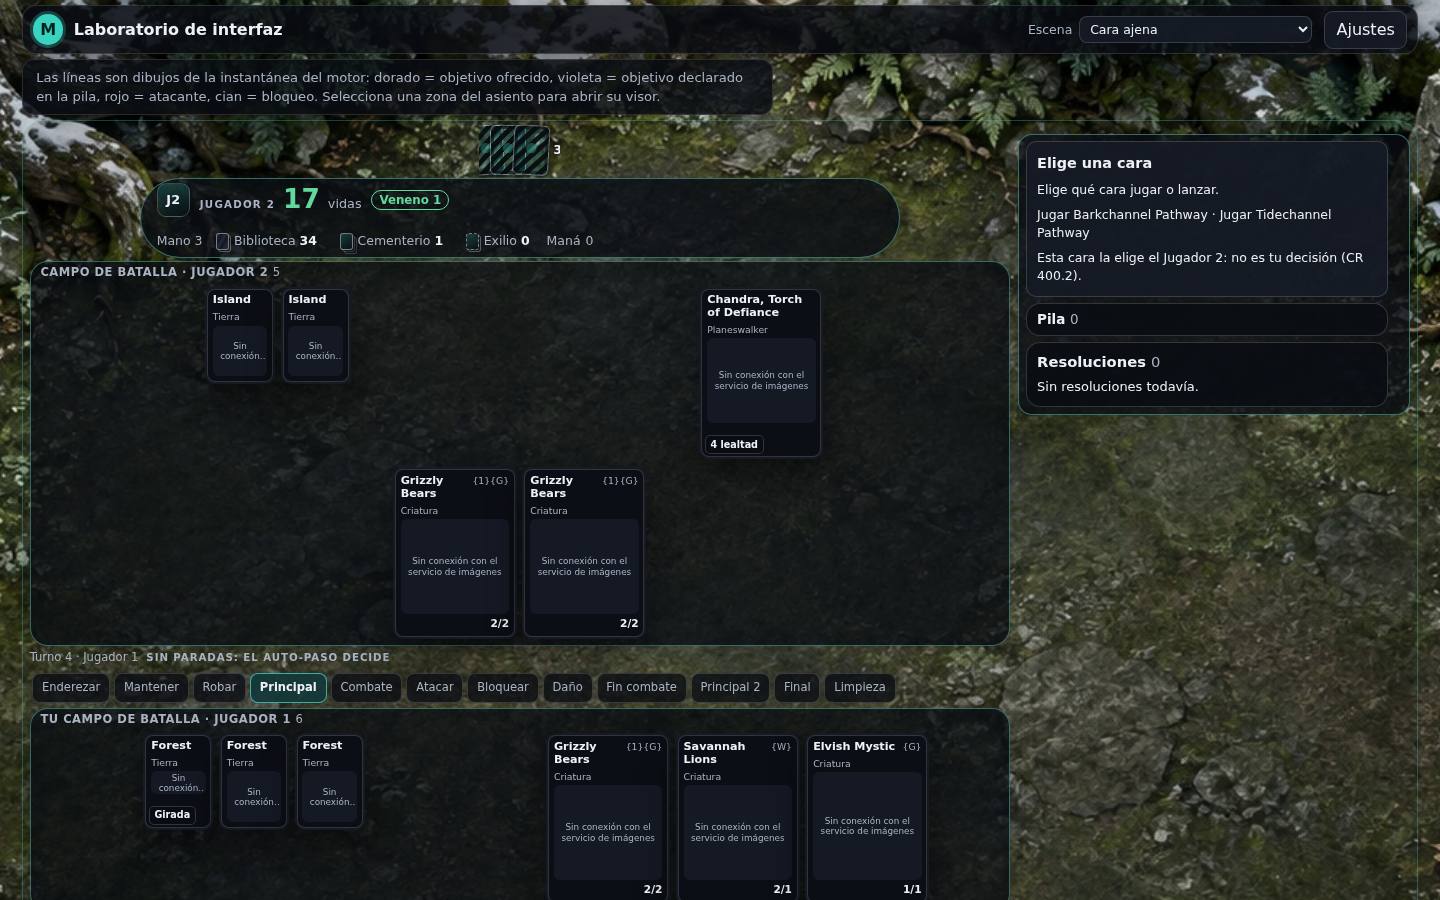 M Laboratorio de interfaz
Escena Cara ajena Ajustes
Las líneas son dibujos de la instantánea del motor: dorado = objetivo ofrecido, violeta = objetivo declarado
en la pila, rojo = atacante, cian = bloqueo. Selecciona una zona del asiento para abrir su visor.
3
J2 JUGADOR 2 17 vidas Veneno 1
Mano 3 Biblioteca 34 Cementerio 1 Exilio 0 Maná 0
CAMPO DE BATALLA · JUGADOR 2 5
Island
Tierra
Sin
conexión..
Island
Tierra
Sin
conexión..
Chandra, Torch
of Defiance
Planeswalker
Sin conexión con el
servicio de imágenes
4 lealtad
Grizzly
Bears
{1}{G}
Criatura
Sin conexión con el
servicio de imágenes
2/2
Grizzly
Bears
{1}{G}
Criatura
Sin conexión con el
servicio de imágenes
2/2
Turno 4 · Jugador 1 SIN PARADAS: EL AUTO-PASO DECIDE
Enderezar Mantener Robar Principal Combate Atacar Bloquear Daño Fin combate Principal 2 Final Limpieza
TU CAMPO DE BATALLA · JUGADOR 1 6
Forest
Tierra
Sin
conexión..
Girada
Forest
Tierra
Sin
conexión..
Forest
Tierra
Sin
conexión..
Grizzly
Bears
{1}{G}
Criatura
Sin conexión con el
servicio de imágenes
2/2
Savannah
Lions
{W}
Criatura
Sin conexión con el
servicio de imágenes
2/1
Elvish Mystic {G}
Criatura
Sin conexión con el
servicio de imágenes
1/1
Elige una cara
Elige qué cara jugar o lanzar.
Jugar Barkchannel Pathway · Jugar Tidechannel
Pathway
Esta cara la elige el Jugador 2: no es tu decisión (CR
400.2).
Pila 0
Resoluciones 0
Sin resoluciones todavía.